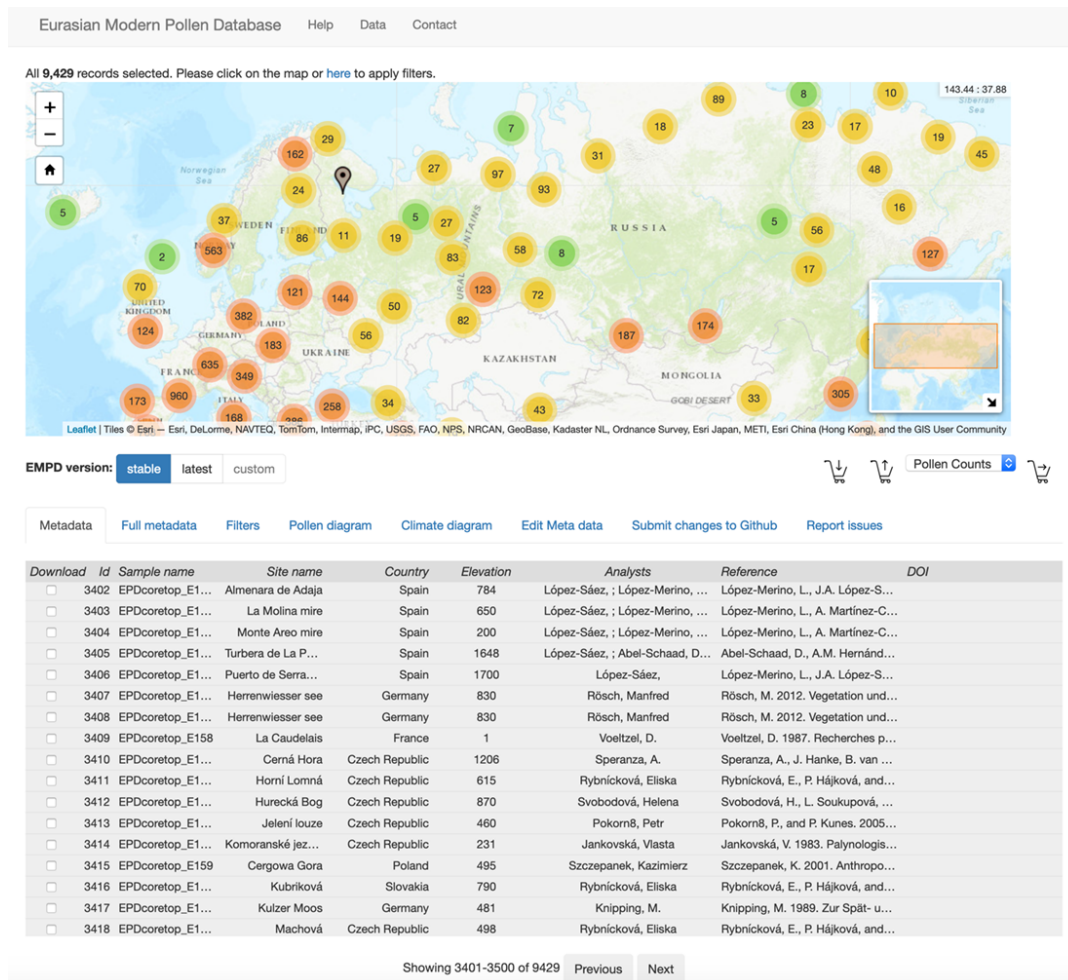 Eurasian Modern Pollen Database Help Data Contact
All 9,429 records selected. Please click on the map or here to apply filters.
+
−
143.44 : 37.88
Siberian
Sea
89
8
10
7
18
23
17
29
162
31
19
45
Norwegian
Sea
27
97
48
24
93
5
37
5
27
16
5
56
RUSSIA
86
11
19
563
58
8
127
2
83
17
70
121
144
123
72
UNITED
KINGDOM
50
382
82
124
GERMANY
56
187
174
183
UKRAINE
635
KAZAKHSTAN
349
MONGOLIA
960
173
ITALY
258
34
43
GOBI DESERT
33
305
168
Leaflet | Tiles © Esri — Esri, DeLorme, NAVTEQ, TomTom, Intermap, iPC, USGS, FAO, NPS, NRCAN, GeoBase, Kadaster NL, Ordnance Survey, Esri Japan, METI, Esri China (Hong Kong), and the GIS User Community
EMPD version: stable latest custom Pollen Counts
Metadata Full metadata Filters Pollen diagram Climate diagram Edit Meta data Submit changes to Github Report issues
Download Id Sample name Site name Country Elevation Analysts Reference DOI
3402 EPDcoretop_E1... Almenara de Adaja Spain 784 López-Sáez, ; López-Merino, ... López-Merino, L., J.A. López-S...
3403 EPDcoretop_E1... La Molina mire Spain 650 López-Sáez, ; López-Merino, ... López-Merino, L., A. Martínez-C...
3404 EPDcoretop_E1... Monte Areo mire Spain 200 López-Sáez, ; López-Merino, ... López-Merino, L., A. Martínez-C...
3405 EPDcoretop_E1... Turbera de La P... Spain 1648 López-Sáez, ; Abel-Schaad, D... Abel-Schaad, D., A.M. Hernánd...
3406 EPDcoretop_E1... Puerto de Serra... Spain 1700 López-Sáez, López-Merino, L., J.A. López-S...
3407 EPDcoretop_E1... Herrenwiesser see Germany 830 Rösch, Manfred Rösch, M. 2012. Vegetation und...
3408 EPDcoretop_E1... Herrenwiesser see Germany 830 Rösch, Manfred Rösch, M. 2012. Vegetation und...
3409 EPDcoretop_E158 La Caudelais France 1 Voeltzel, D. Voeltzel, D. 1987. Recherches p...
3410 EPDcoretop_E1... Cerná Hora Czech Republic 1206 Speranza, A. Speranza, A., J. Hanke, B. van ...
3411 EPDcoretop_E1... Horní Lomná Czech Republic 615 Rybnícková, Eliska Rybnícková, E., P. Hájková, and...
3412 EPDcoretop_E1... Hurecká Bog Czech Republic 870 Svobodová, Helena Svobodová, H., L. Soukupová, ...
3413 EPDcoretop_E1... Jelení louze Czech Republic 460 Pokorn8, Petr Pokorn8, P., and P. Kunes. 2005...
3414 EPDcoretop_E1... Komoranské jez... Czech Republic 231 Jankovská, Vlasta Jankovská, V. 1983. Palynologis...
3415 EPDcoretop_E159 Cergowa Gora Poland 495 Szczepanek, Kazimierz Szczepanek, K. 2001. Anthropo...
3416 EPDcoretop_E1... Kubriková Slovakia 790 Rybnícková, Eliska Rybnícková, E., P. Hájková, and...
3417 EPDcoretop_E1... Kulzer Moos Germany 481 Knipping, M. Knipping, M. 1989. Zur Spät- u...
3418 EPDcoretop_E1... Machová Czech Republic 498 Rybnícková, Eliska Rybnícková, E., P. Hájková, and...
Showing 3401-3500 of 9429 Previous Next